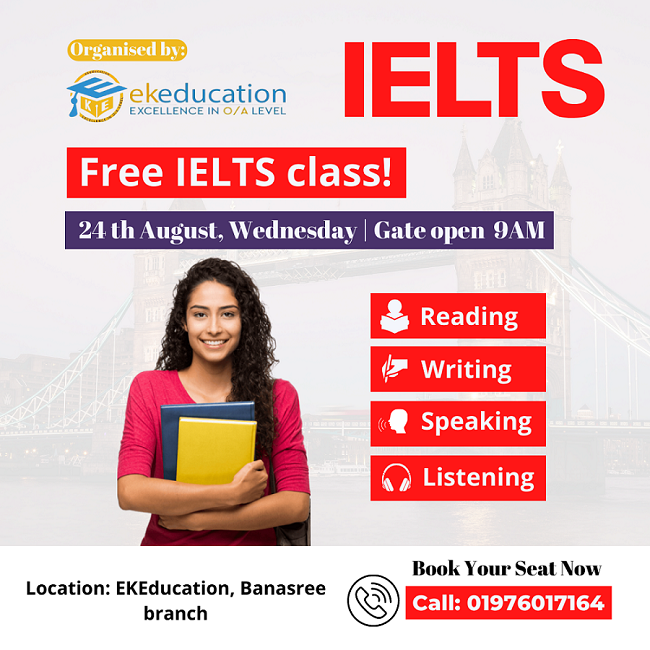 Organised by:
IELTS
KTE
ekeducation
EXCELLENCE IN O/A LEVEL
Free IELTS class!
24 th August, Wednesday | Gate open 9AM
Reading
Writing
Speaking
Listening
Location: EKEducation, Banasree
branch
Book Your Seat Now
Call: 01976017164